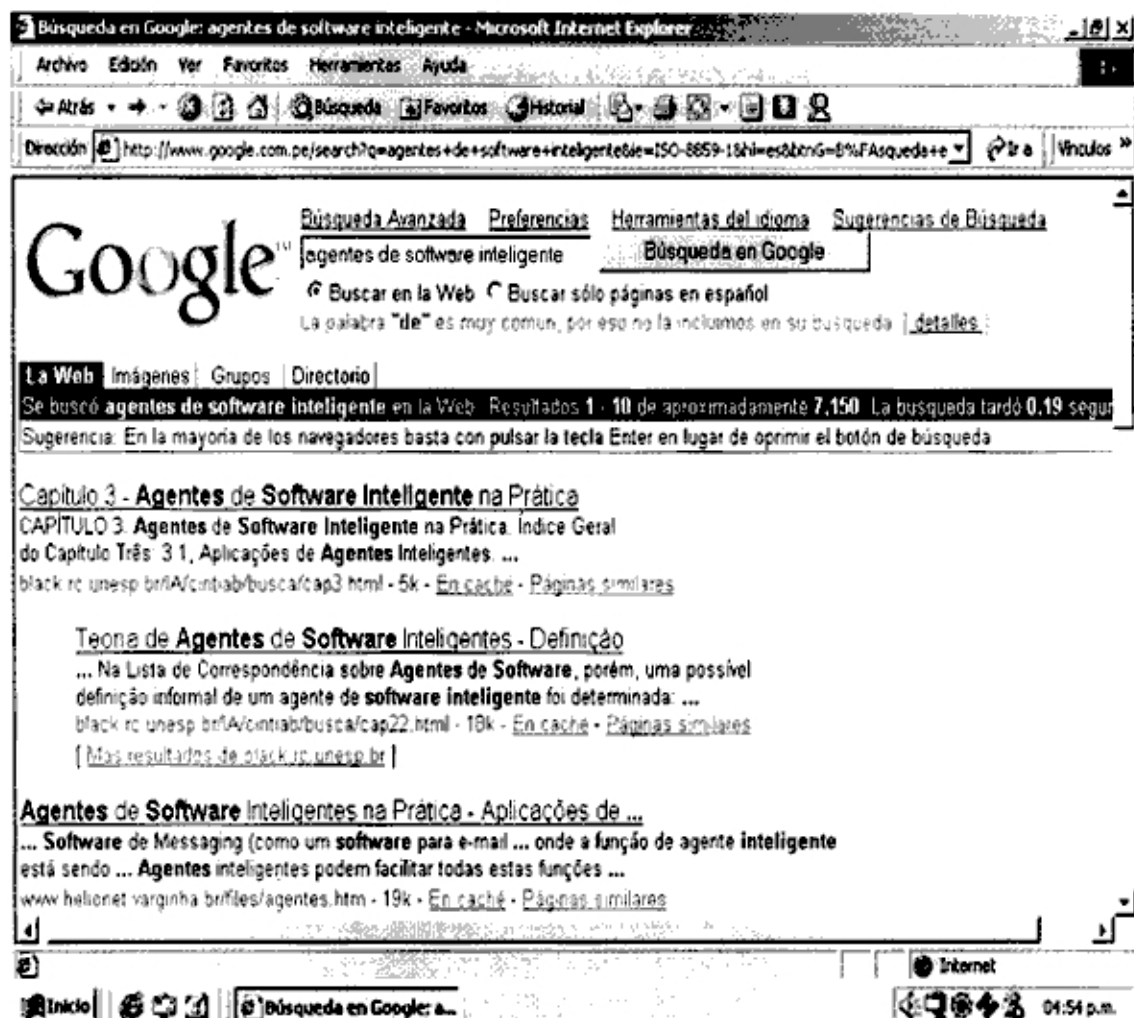 Búsqueda en Google: agentes de software inteligente - Microsoft Internet Explorer
Archivo Edición Ver Favoritos Herramientas Ayuda
Atrás Búsqueda Favoritos Historial
Dirección http://www.google.com.pe/search?q=agentes+de+software+inteligente&ie=ISO-8859-1&hl=es&btnG=B%FAsqueda+e Ir a Vínculos »
Búsqueda Avanzada Preferencias Herramientas del idioma Sugerencias de Búsqueda
Google
agentes de software inteligente Búsqueda en Google
Buscar en la Web Buscar sólo páginas en español
La palabra "de" es muy común, por eso no la incluimos en su búsqueda [detalles]
La Web Imágenes Grupos Directorio
Se buscó agentes de software inteligente en la Web Resultados 1 - 10 de aproximadamente 7,150 La búsqueda tardó 0.19 segun
Sugerencia: En la mayoría de los navegadores basta con pulsar la tecla Enter en lugar de oprimir el botón de búsqueda
Capítulo 3 - Agentes de Software Inteligente na Prática
CAPÍTULO 3. Agentes de Software Inteligente na Prática. Índice Geral
do Capítulo Três: 3.1, Aplicações de Agentes Inteligentes. ...
black.rc.unesp.br/IA/cintiab/busca/cap3.html - 5k - En caché - Páginas similares
Teoria de Agentes de Software Inteligentes - Definição
... Na Lista de Correspondência sobre Agentes de Software, porém, uma possível
definição informal de um agente de software inteligente foi determinada: ...
black.rc.unesp.br/IA/cintiab/busca/cap22.html - 18k - En caché - Páginas similares
[ Mas resultados de black.rc.unesp.br ]
Agentes de Software Inteligentes na Prática - Aplicações de ...
... Software de Messaging (como um software para e-mail ... onde a função de agente inteligente
está sendo ... Agentes inteligentes podem facilitar todas estas funções ...
www.helionet.varginha.br/files/agentes.htm - 19k - En caché - Páginas similares
Internet
Inicio Búsqueda en Google: a... 04:54 p.m.